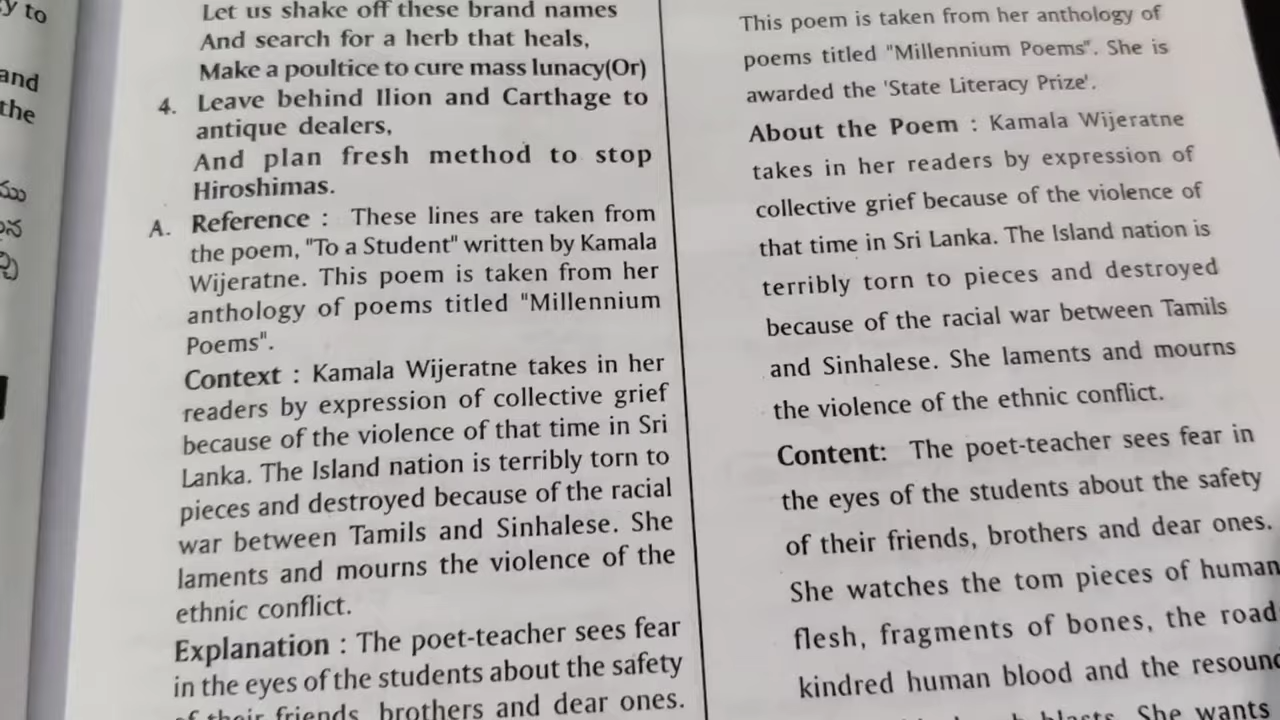 y to
and
the
Let us shake off these brand names
And search for a herb that heals,
Make a poultice to cure mass lunacy(Or)
4. Leave behind Ilion and Carthage to
antique dealers,
And plan fresh method to stop
Hiroshimas.
A. Reference : These lines are taken from
the poem, "To a Student" written by Kamala
Wijeratne. This poem is taken from her
anthology of poems titled "Millennium
Poems".
Context : Kamala Wijeratne takes in her
readers by expression of collective grief
because of the violence of that time in Sri
Lanka. The Island nation is terribly torn to
pieces and destroyed because of the racial
war between Tamils and Sinhalese. She
laments and mourns the violence of the
ethnic conflict.
Explanation : The poet-teacher sees fear
in the eyes of the students about the safety
of their friends, brothers and dear ones.
This poem is taken from her anthology of
poems titled "Millennium Poems". She is
awarded the 'State Literacy Prize'.
About the Poem : Kamala Wijeratne
takes in her readers by expression of
collective grief because of the violence of
that time in Sri Lanka. The Island nation is
terribly torn to pieces and destroyed
because of the racial war between Tamils
and Sinhalese. She laments and mourns
the violence of the ethnic conflict.
Content: The poet-teacher sees fear in
the eyes of the students about the safety
of their friends, brothers and dear ones.
She watches the tom pieces of human
flesh, fragments of bones, the road
kindred human blood and the resound
blasts. She wants